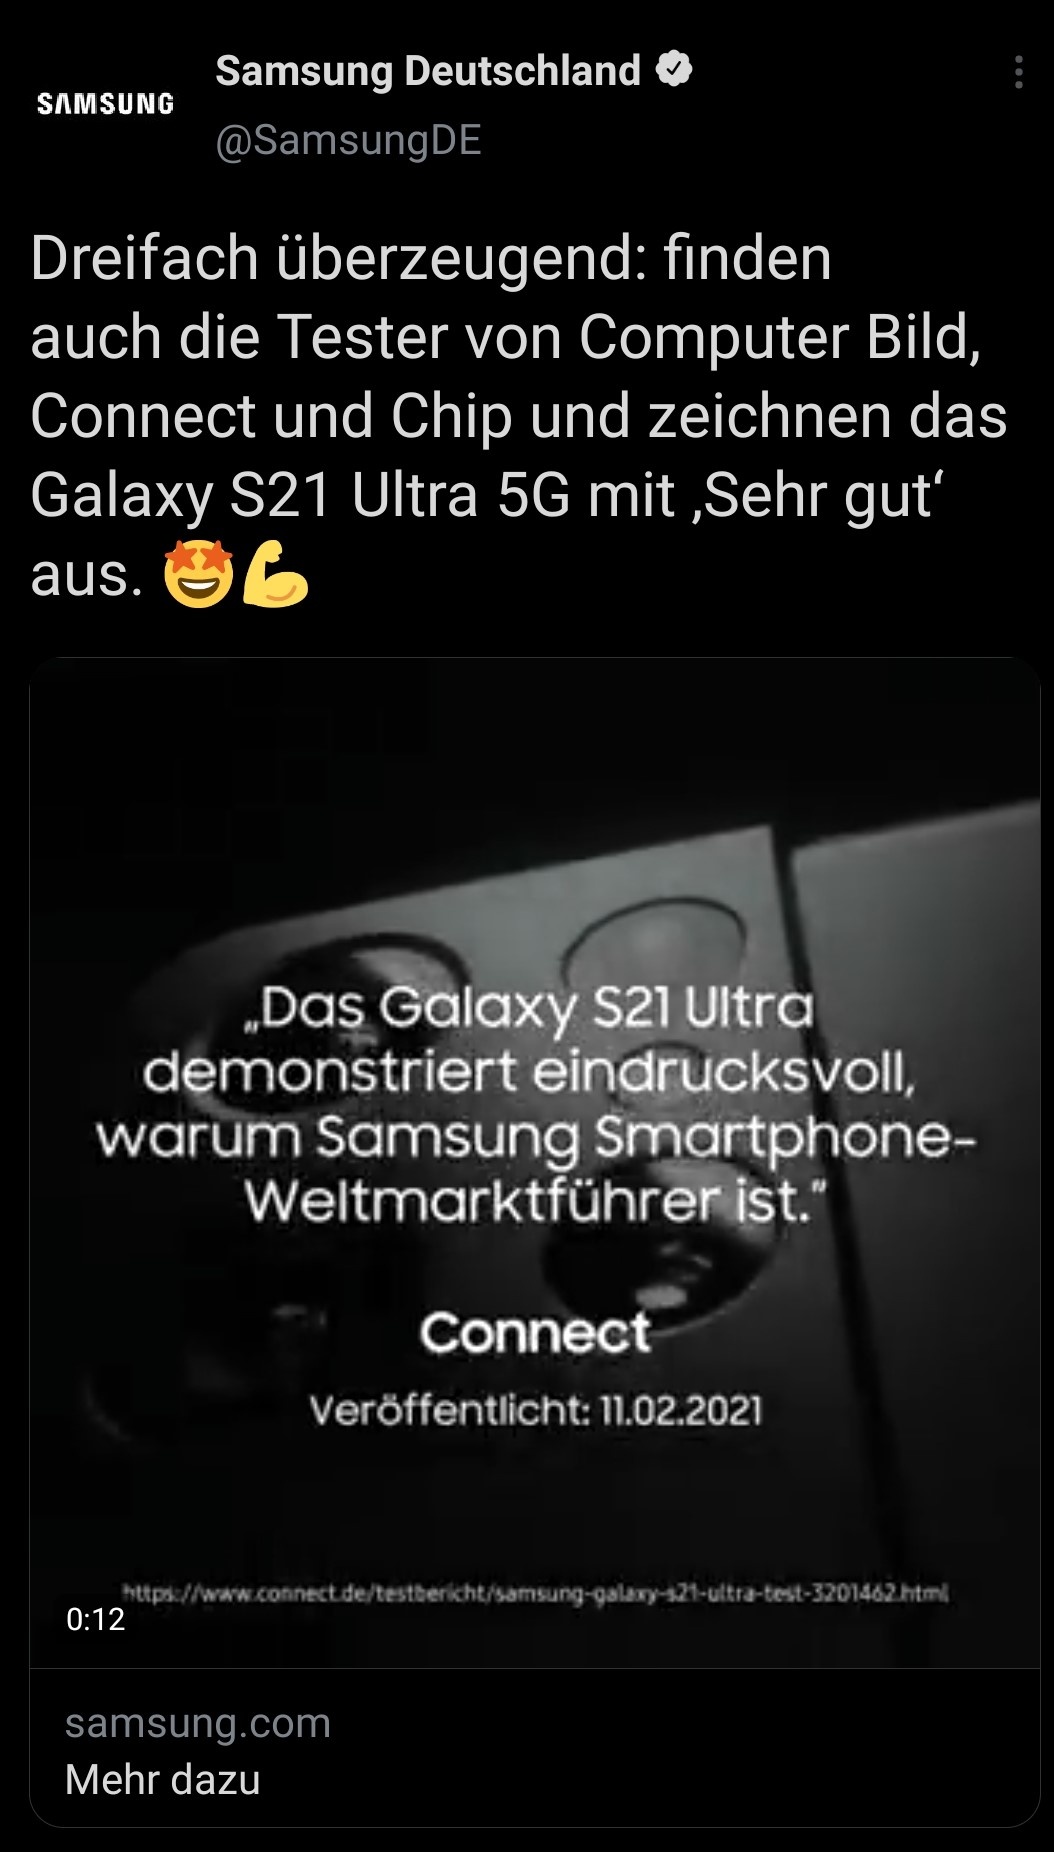 SAMSUNG
Samsung Deutschland
@SamsungDE
Dreifach überzeugend: finden
auch die Tester von Computer Bild,
Connect und Chip und zeichnen das
Galaxy S21 Ultra 5G mit ‚Sehr gut‘
aus. 🤩💪
„Das Galaxy S21 Ultra
demonstriert eindrucksvoll,
warum Samsung Smartphone-
Weltmarktführer ist.”
Connect
Veröffentlicht: 11.02.2021
https://www.connect.de/testbericht/samsung-galaxy-s21-ultra-test-3201462.html
0:12
samsung.com
Mehr dazu